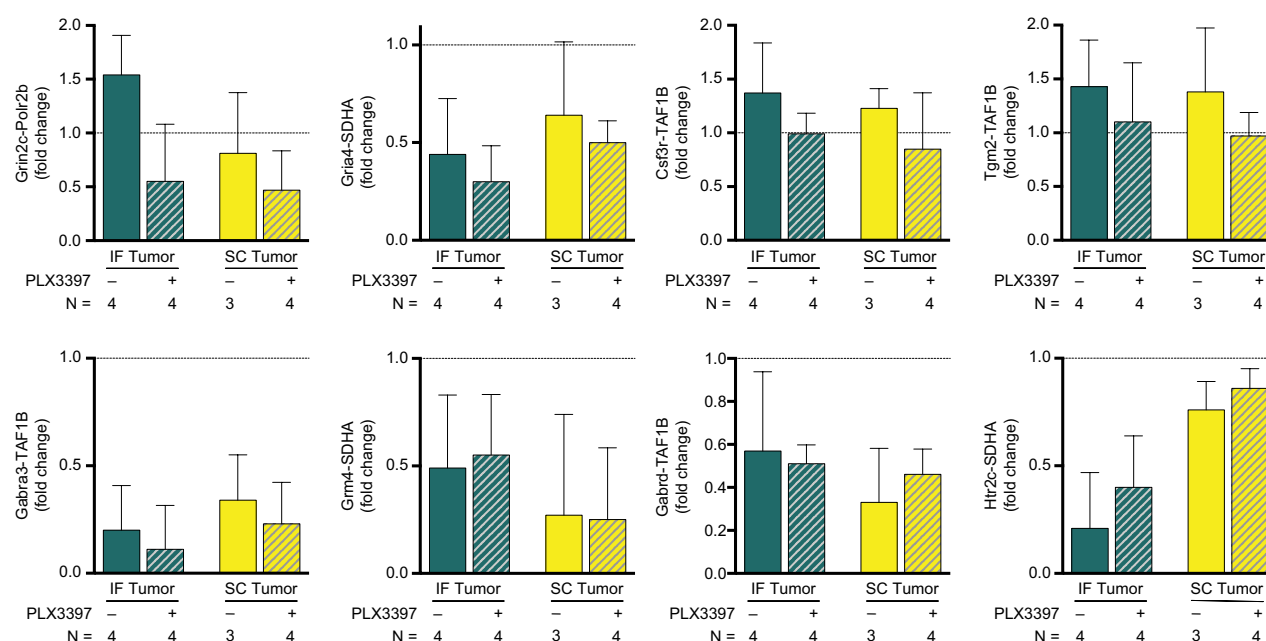 Grin2c-Polr2b
(fold change)
2.0
1.5
1.0
0.5
0.0
IF Tumor SC Tumor
PLX3397 – + – +
N = 4 4 3 4
Gria4-SDHA
(fold change)
1.0
0.5
0.0
IF Tumor SC Tumor
PLX3397 – + – +
N = 4 4 3 4
Csf3r-TAF1B
(fold change)
2.0
1.5
1.0
0.5
0.0
IF Tumor SC Tumor
PLX3397 – + – +
N = 4 4 3 4
Tgm2-TAF1B
(fold change)
2.0
1.5
1.0
0.5
0.0
IF Tumor SC Tumor
PLX3397 – + – +
N = 4 4 3 4
Gabra3-TAF1B
(fold change)
1.0
0.5
0.0
IF Tumor SC Tumor
PLX3397 – + – +
N = 4 4 3 4
Grm4-SDHA
(fold change)
1.0
0.5
0.0
IF Tumor SC Tumor
PLX3397 – + – +
N = 4 4 3 4
Gabrd-TAF1B
(fold change)
1.0
0.8
0.6
0.4
0.2
0.0
IF Tumor SC Tumor
PLX3397 – + – +
N = 4 4 3 4
Htr2c-SDHA
(fold change)
1.0
0.5
0.0
IF Tumor SC Tumor
PLX3397 – + – +
N = 4 4 3 4